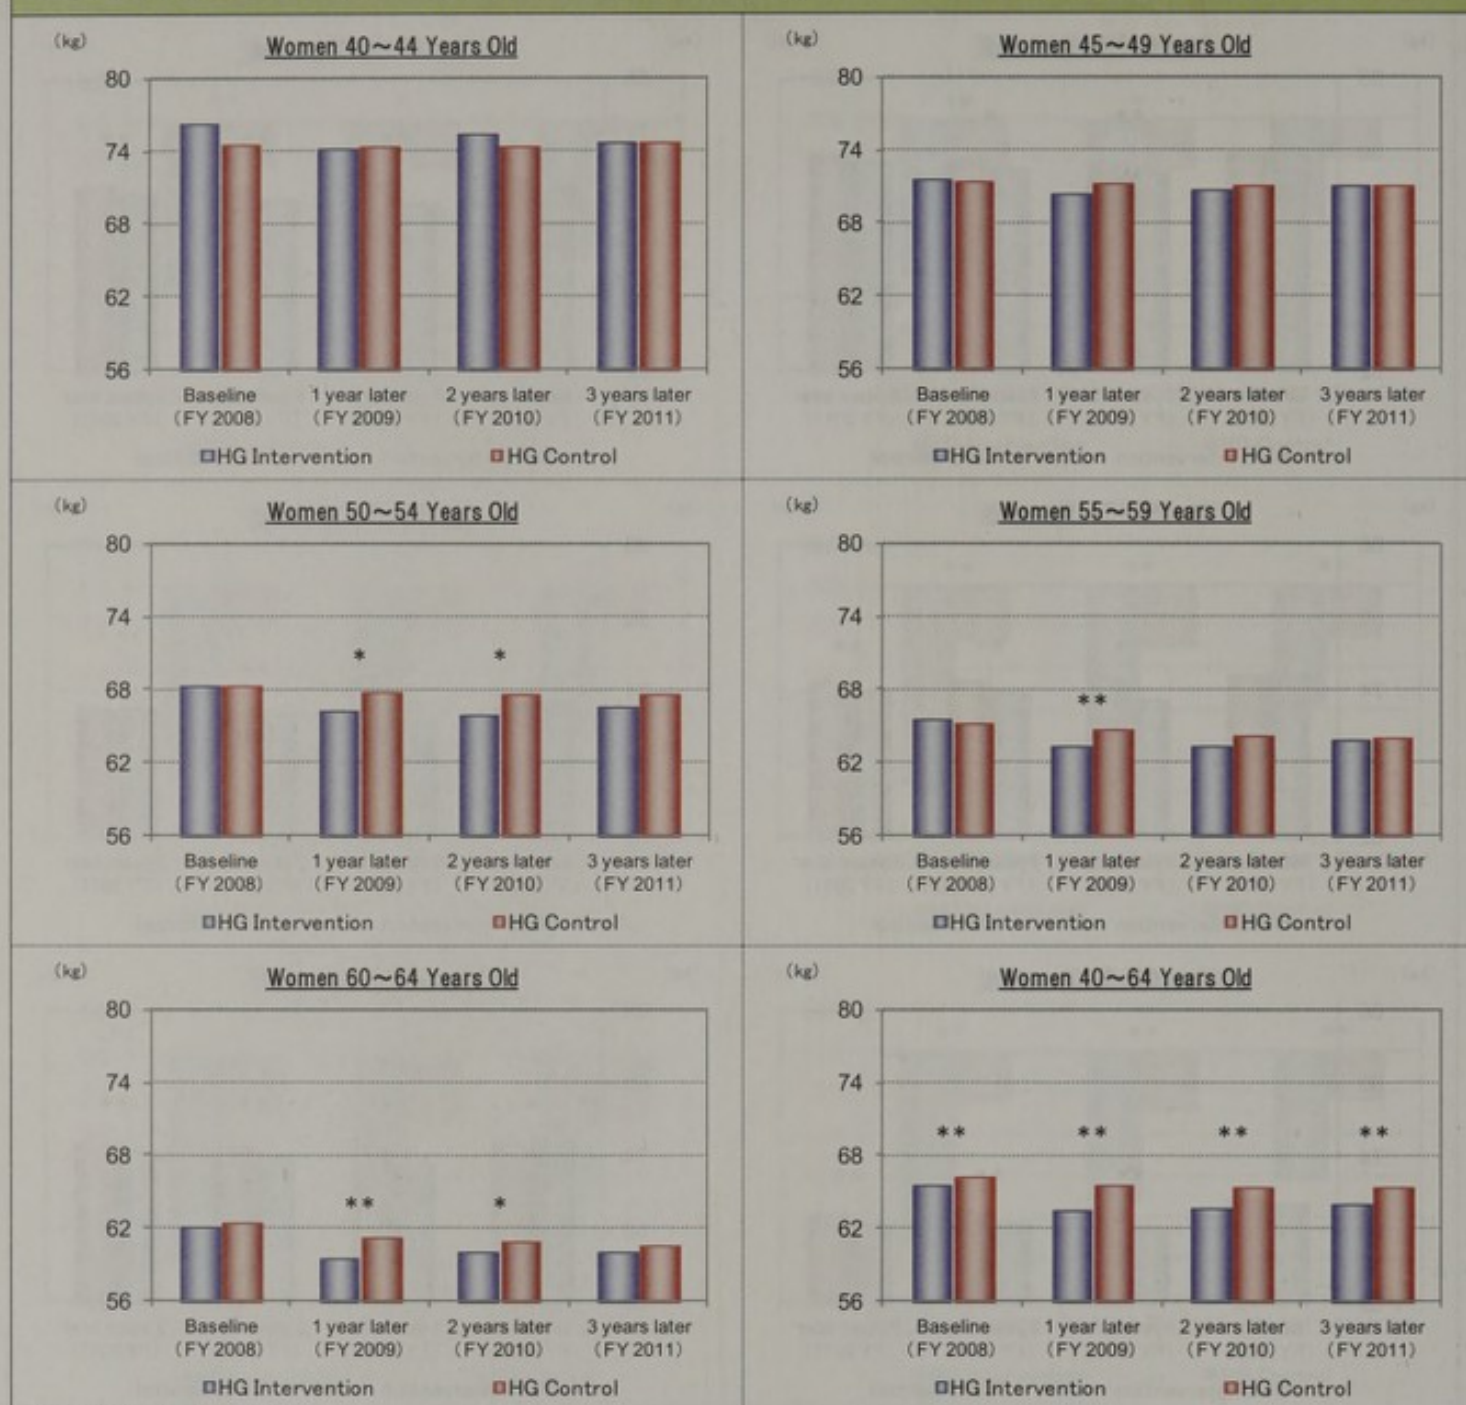 (kg)
Women 40～44 Years Old
80
74
68
62
56
Baseline 1 year later 2 years later 3 years later
(FY 2008) (FY 2009) (FY 2010) (FY 2011)
HG Intervention HG Control
(kg)
Women 45～49 Years Old
80
74
68
62
56
Baseline 1 year later 2 years later 3 years later
(FY 2008) (FY 2009) (FY 2010) (FY 2011)
HG Intervention HG Control
(kg)
Women 50～54 Years Old
80
74
* *
68
62
56
Baseline 1 year later 2 years later 3 years later
(FY 2008) (FY 2009) (FY 2010) (FY 2011)
HG Intervention HG Control
(kg)
Women 55～59 Years Old
80
74
68
**
62
56
Baseline 1 year later 2 years later 3 years later
(FY 2008) (FY 2009) (FY 2010) (FY 2011)
HG Intervention HG Control
(kg)
Women 60～64 Years Old
80
74
68
** *
62
56
Baseline 1 year later 2 years later 3 years later
(FY 2008) (FY 2009) (FY 2010) (FY 2011)
HG Intervention HG Control
(kg)
Women 40～64 Years Old
80
74
** ** ** **
68
62
56
Baseline 1 year later 2 years later 3 years later
(FY 2008) (FY 2009) (FY 2010) (FY 2011)
HG Intervention HG Control